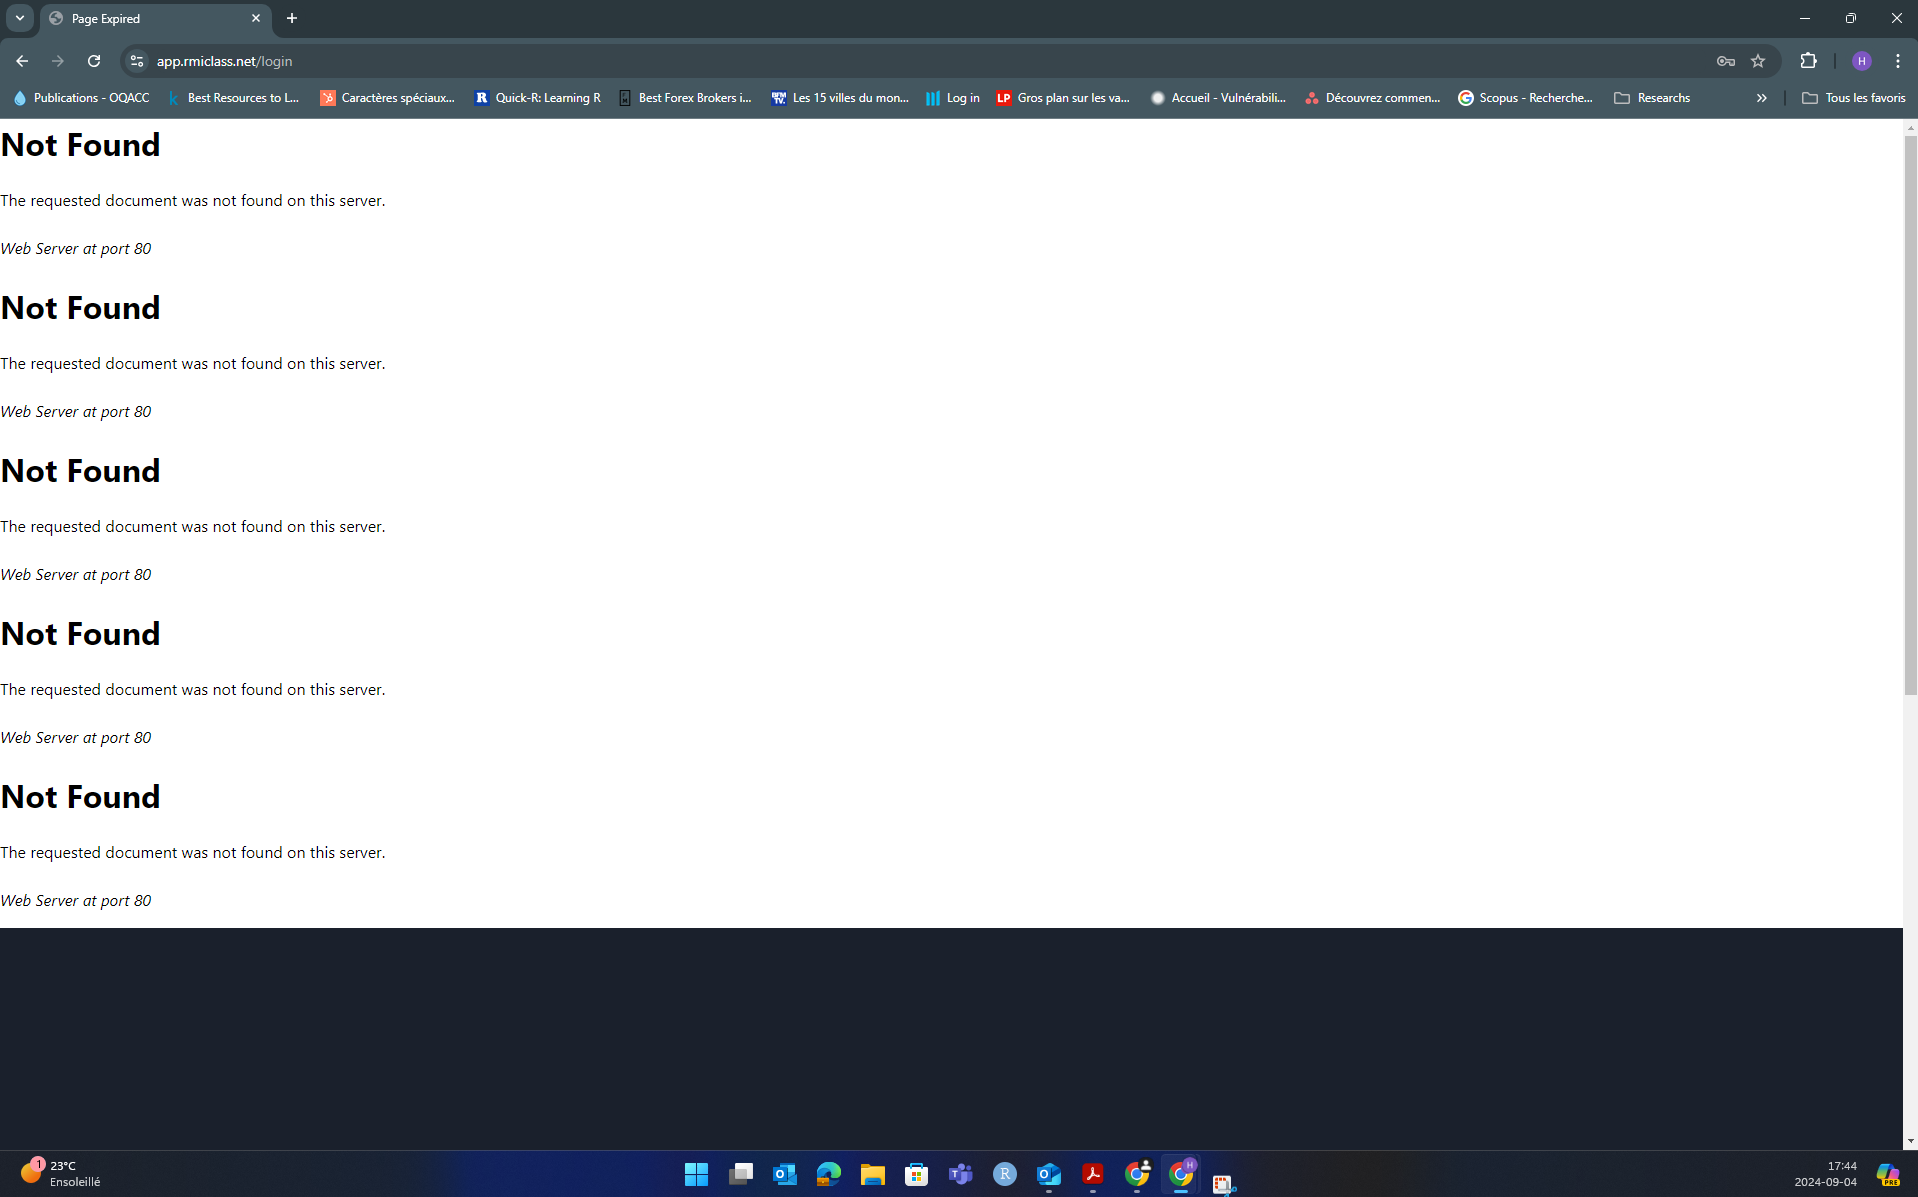 Page Expired
app.rmiclass.net/login
H
Publications - OQACC
Best Resources to L...
Caractères spéciaux...
Quick-R: Learning R
Best Forex Brokers i...
Les 15 villes du mon...
Log in
LP Gros plan sur les va...
Accueil - Vulnérabili...
Découvrez commen...
Scopus - Recherche...
Researchs
Tous les favoris
Not Found
The requested document was not found on this server.
Web Server at port 80
Not Found
The requested document was not found on this server.
Web Server at port 80
Not Found
The requested document was not found on this server.
Web Server at port 80
Not Found
The requested document was not found on this server.
Web Server at port 80
Not Found
The requested document was not found on this server.
Web Server at port 80
1
23°C
Ensoleillé
17:44
2024-09-04
PRE